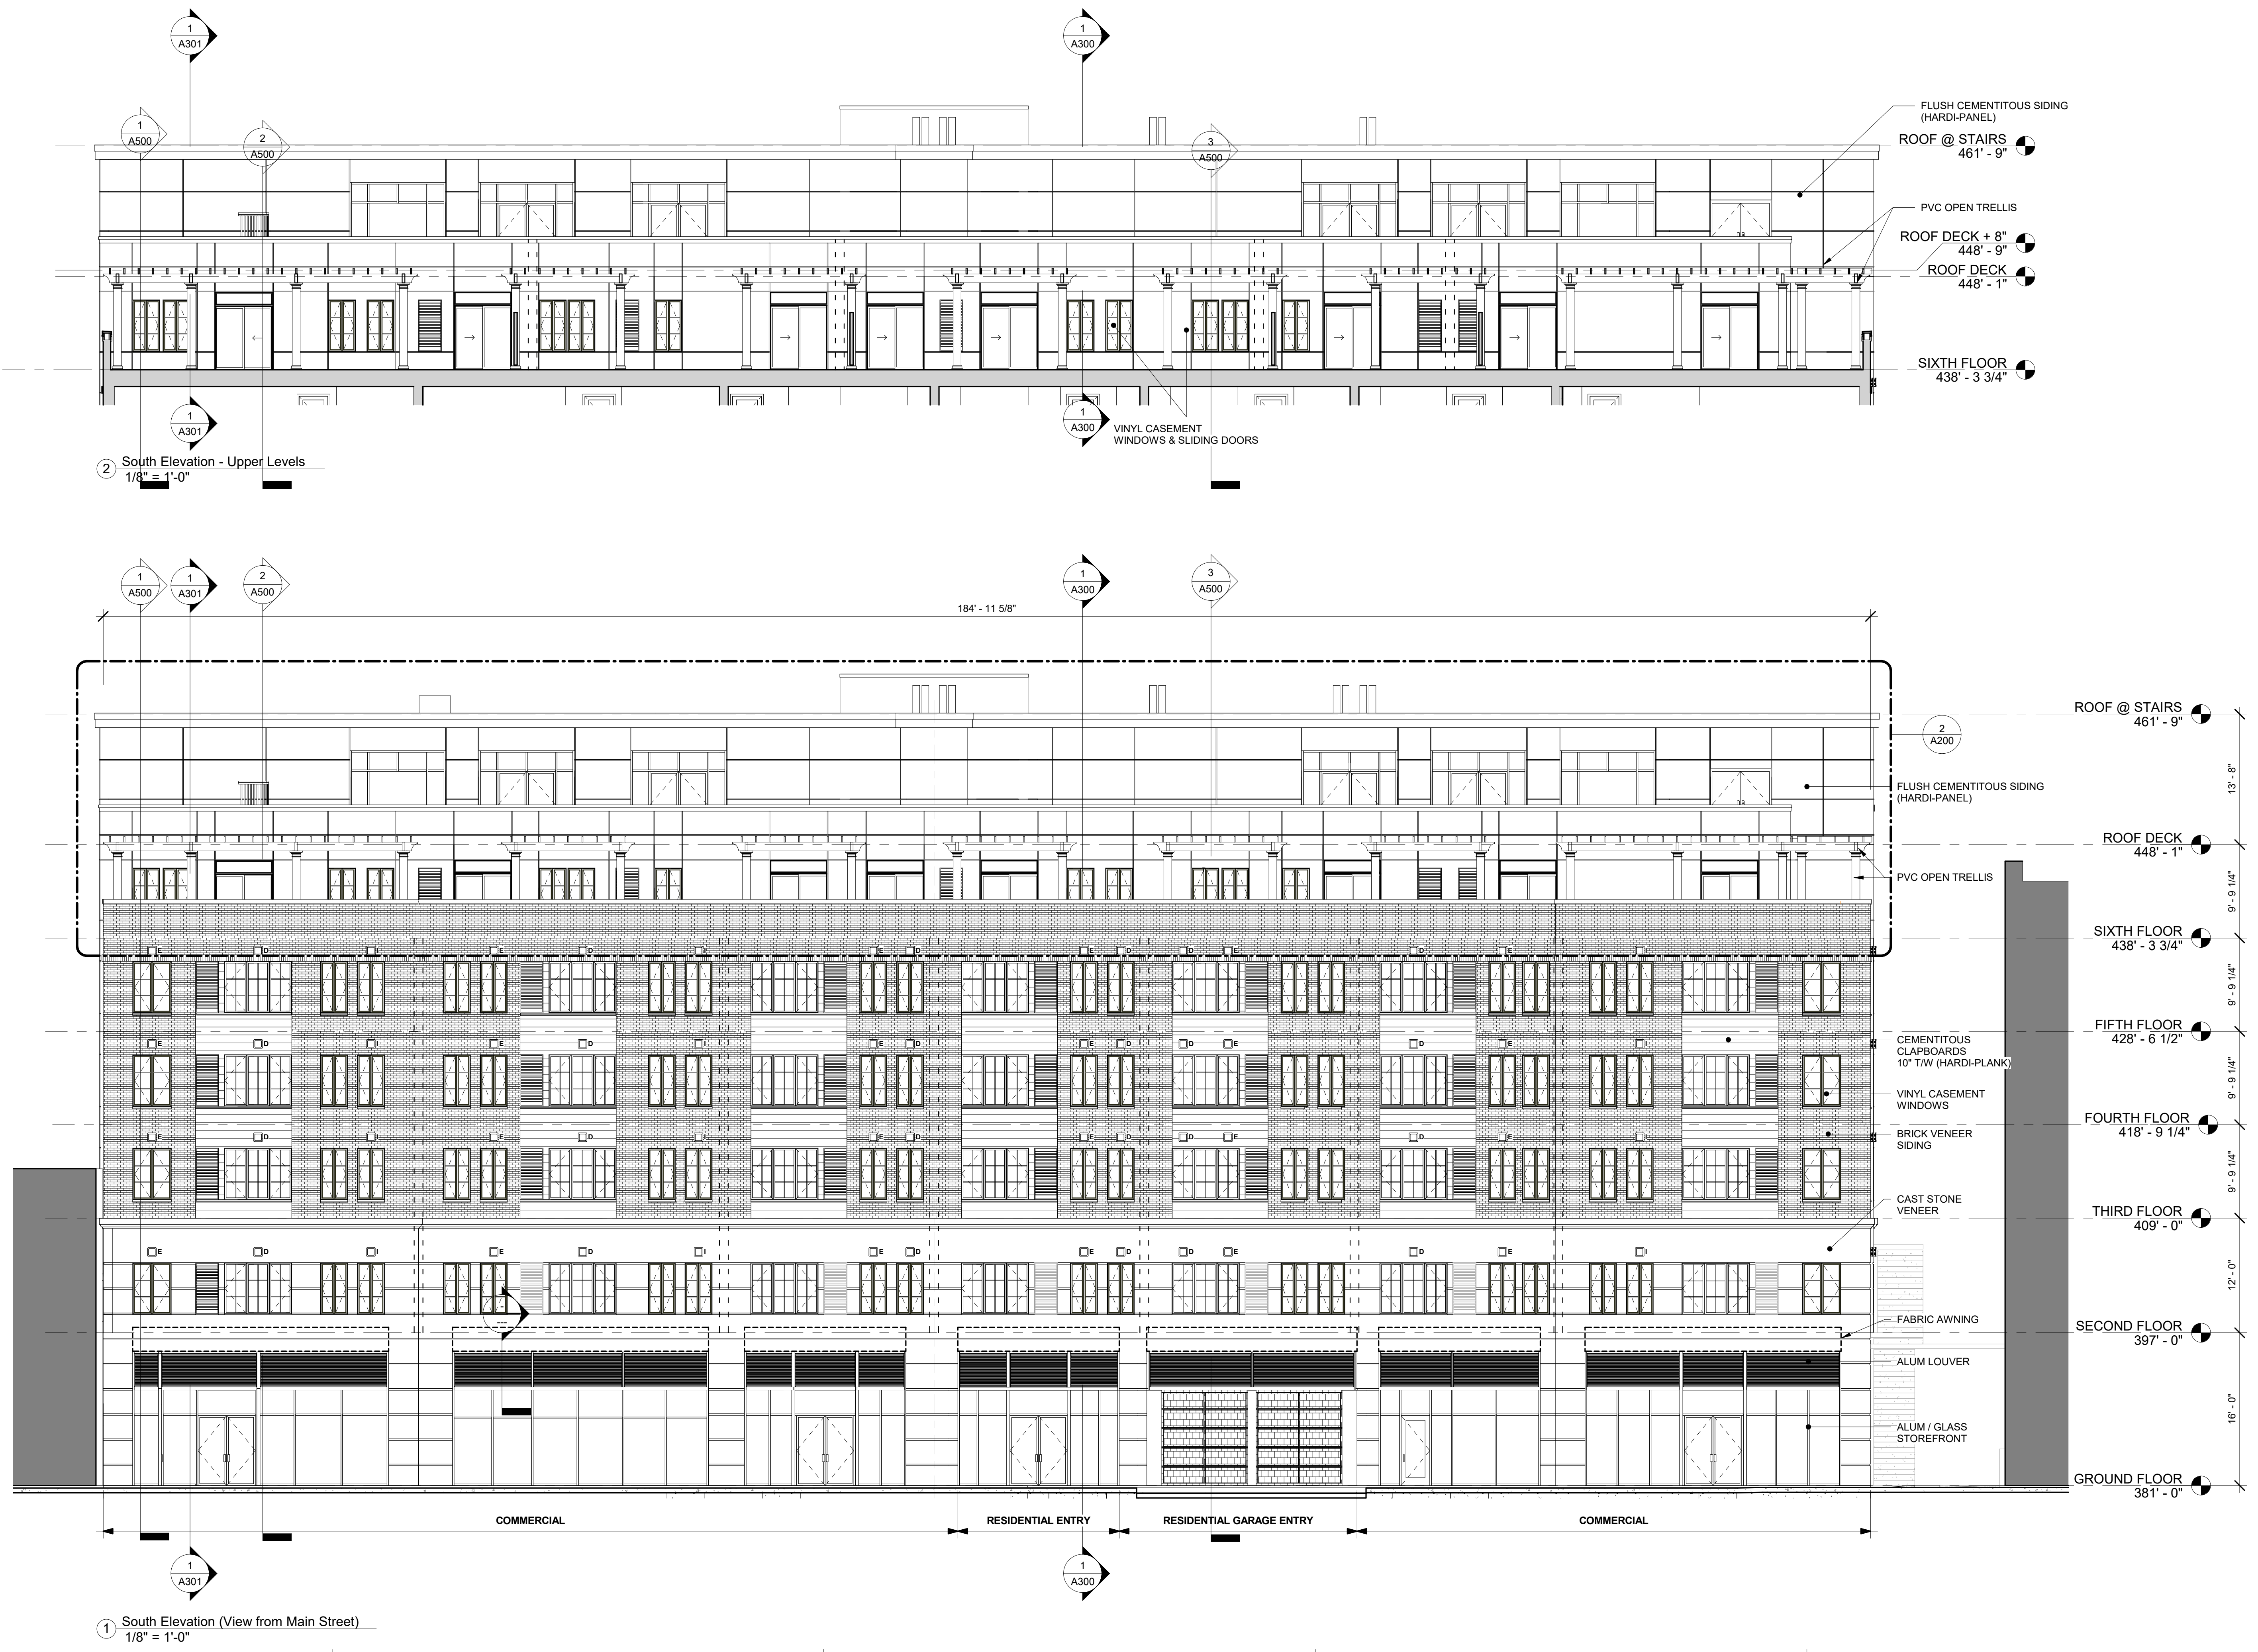 1
A301
1
A300
1
A500
2
A500
3
A500
FLUSH CEMENTITOUS SIDING
(HARDI-PANEL)
ROOF @ STAIRS
461' - 9"
PVC OPEN TRELLIS
ROOF DECK + 8"
448' - 9"
ROOF DECK
448' - 1"
SIXTH FLOOR
438' - 3 3/4"
1
A301
1
A300
VINYL CASEMENT
WINDOWS & SLIDING DOORS
2
South Elevation - Upper Levels
1/8" = 1'-0"
1
A500
1
A301
2
A500
1
A300
3
A500
184' - 11 5/8"
ROOF @ STAIRS
461' - 9"
2
A200
13' - 8"
FLUSH CEMENTITOUS SIDING
(HARDI-PANEL)
ROOF DECK
448' - 1"
PVC OPEN TRELLIS
9' - 9 1/4"
SIXTH FLOOR
438' - 3 3/4"
E D I E D I E D E D D E D E I
9' - 9 1/4"
FIFTH FLOOR
428' - 6 1/2"
E D I E D I E D E D D E D E I
CEMENTITOUS
CLAPBOARDS
10" T/W (HARDI-PLANK)
9' - 9 1/4"
VINYL CASEMENT
WINDOWS
FOURTH FLOOR
418' - 9 1/4"
E D I E D I E D E D D E D E I
BRICK VENEER
SIDING
9' - 9 1/4"
CAST STONE
VENEER
THIRD FLOOR
409' - 0"
E D I E D I E D E D D E D E I
12' - 0"
-
---
FABRIC AWNING
SECOND FLOOR
397' - 0"
ALUM LOUVER
16' - 0"
ALUM / GLASS
STOREFRONT
GROUND FLOOR
381' - 0"
COMMERCIAL
RESIDENTIAL ENTRY
RESIDENTIAL GARAGE ENTRY
COMMERCIAL
1
A301
1
A300
1
South Elevation (View from Main Street)
1/8" = 1'-0"